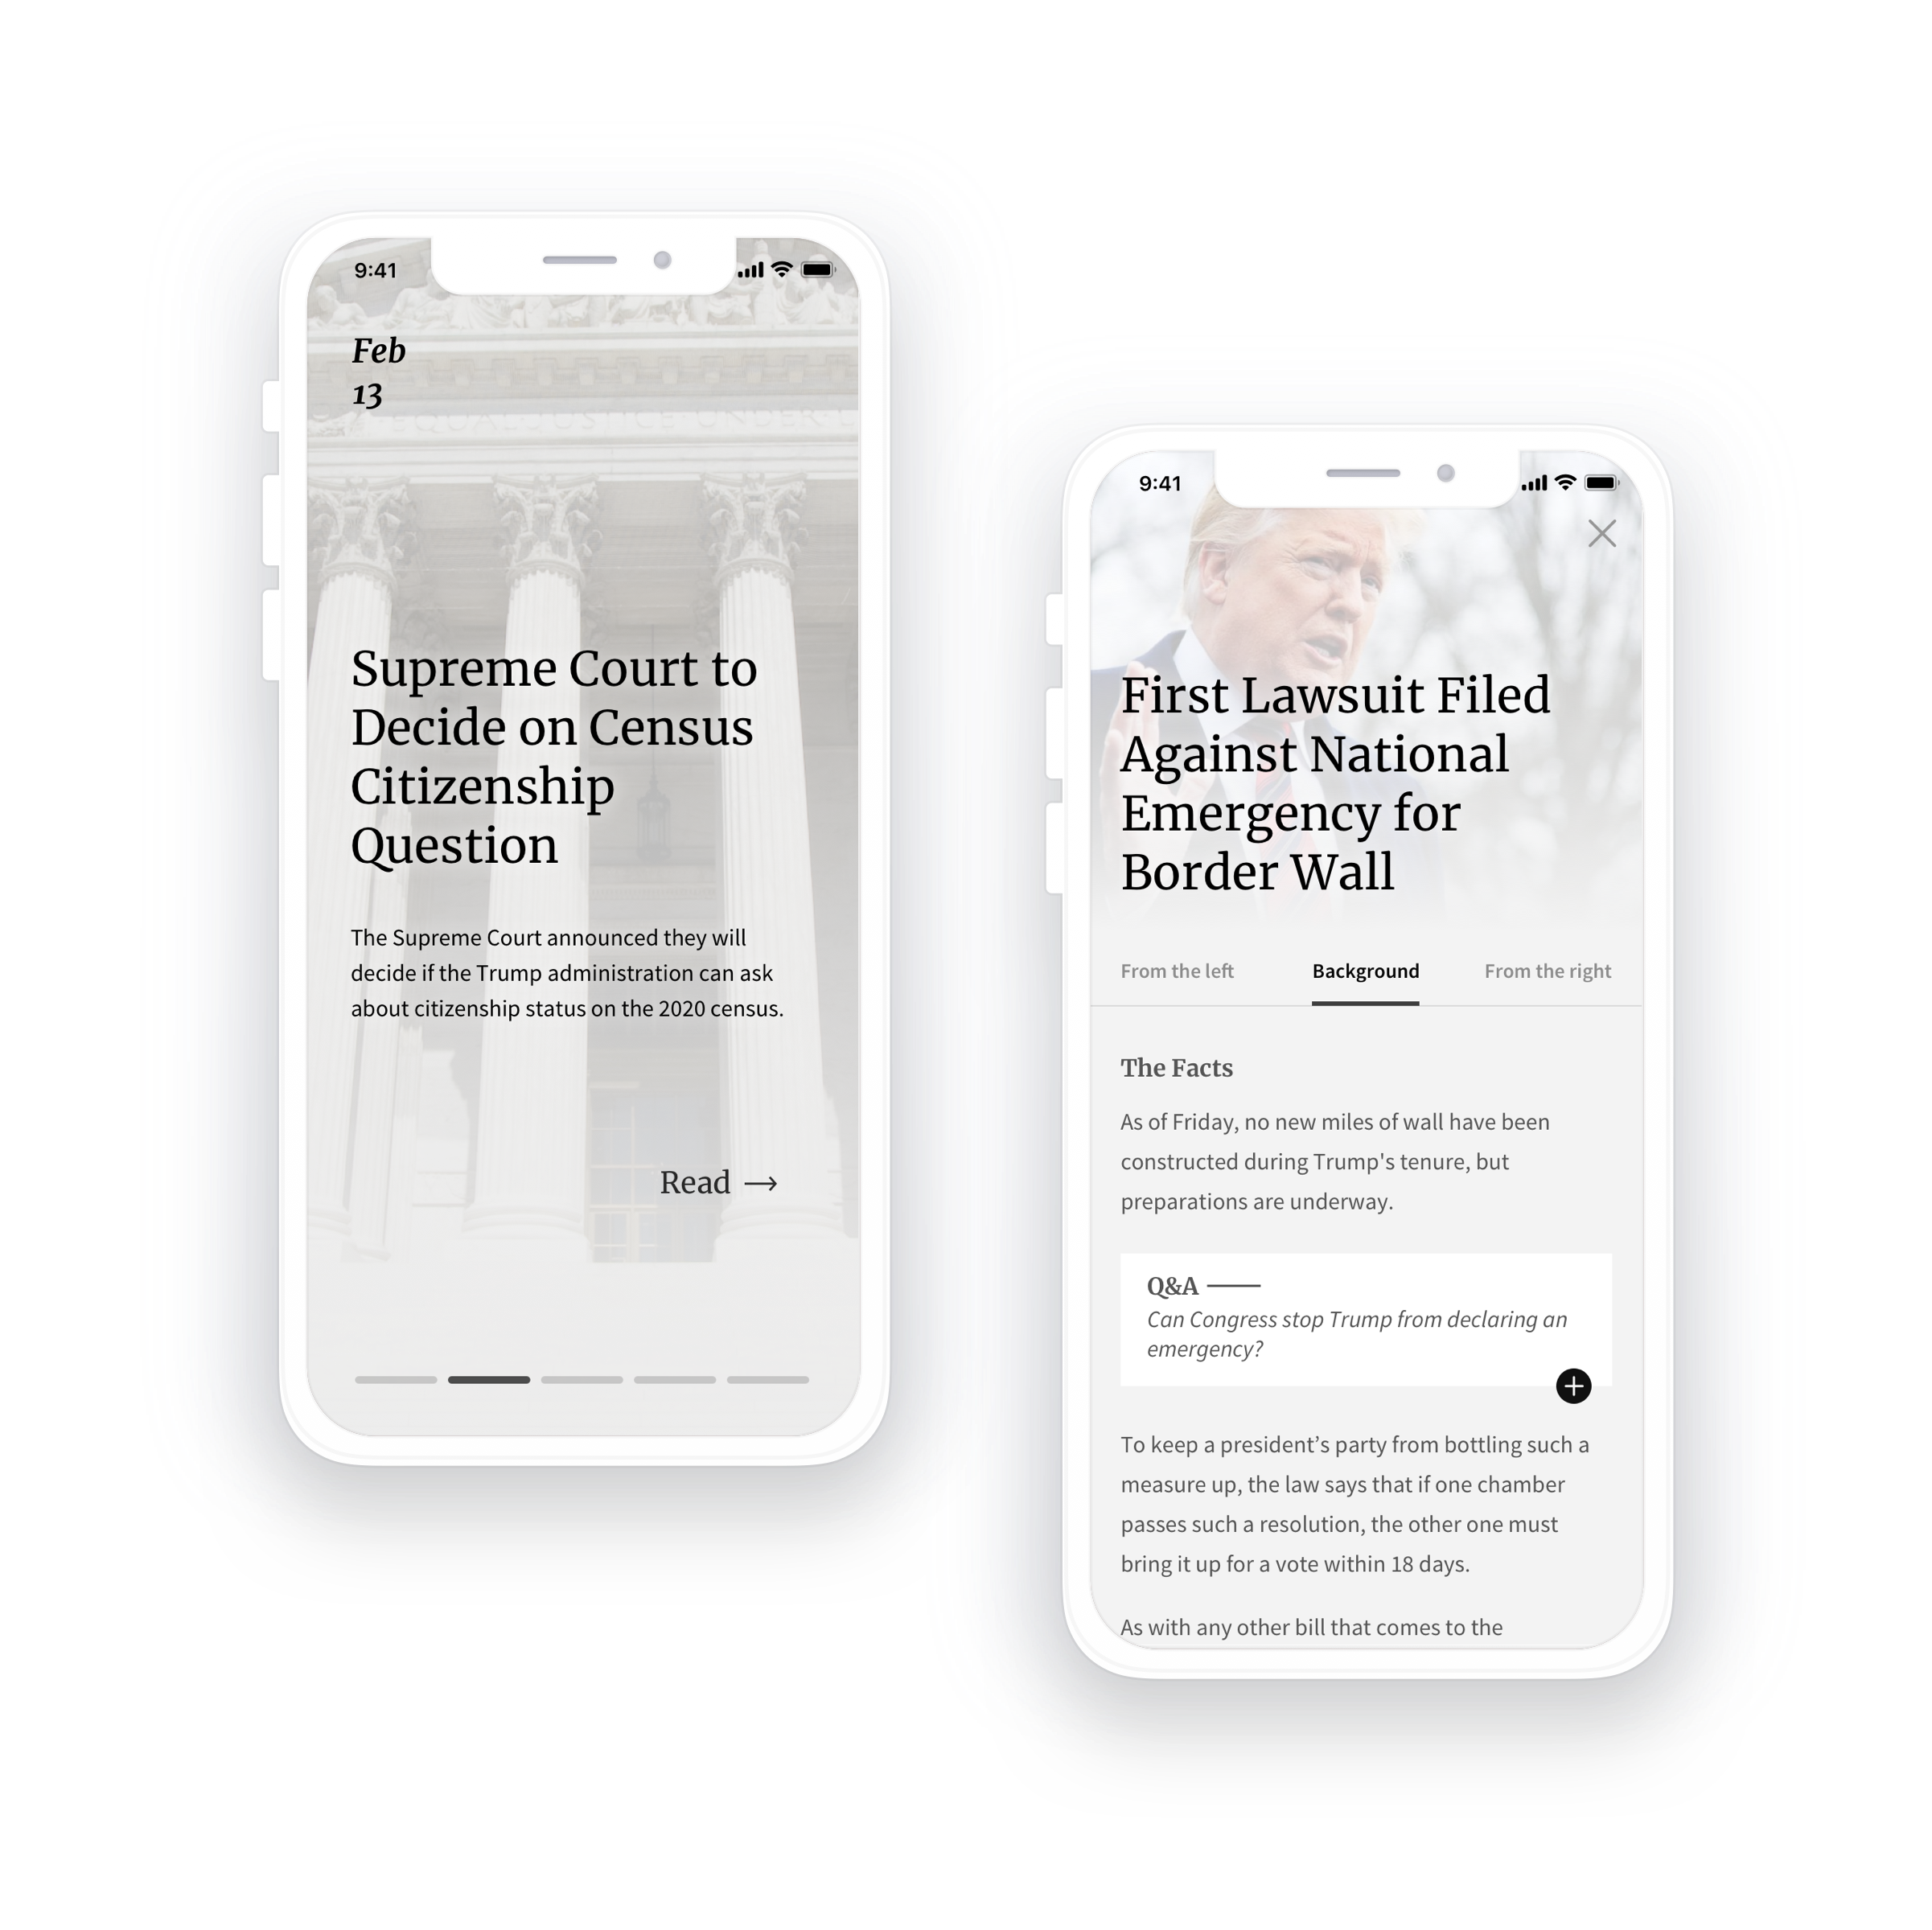 9:41
Feb
13
EQUAL JUSTICE UNDER
Supreme Court to
Decide on Census
Citizenship
Question
The Supreme Court announced they will
decide if the Trump administration can ask
about citizenship status on the 2020 census.
Read →
9:41
First Lawsuit Filed
Against National
Emergency for
Border Wall
From the left
Background
From the right
The Facts
As of Friday, no new miles of wall have been
constructed during Trump's tenure, but
preparations are underway.
Q&A
Can Congress stop Trump from declaring an
emergency?
To keep a president’s party from bottling such a
measure up, the law says that if one chamber
passes such a resolution, the other one must
bring it up for a vote within 18 days.
As with any other bill that comes to the